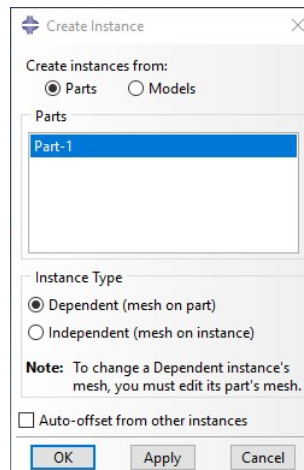 Create Instance
Create instances from:
Parts Models
Parts
Part-1
Instance Type
Dependent (mesh on part)
Independent (mesh on instance)
Note: To change a Dependent instance's
mesh, you must edit its part's mesh.
Auto-offset from other instances
OK Apply Cancel